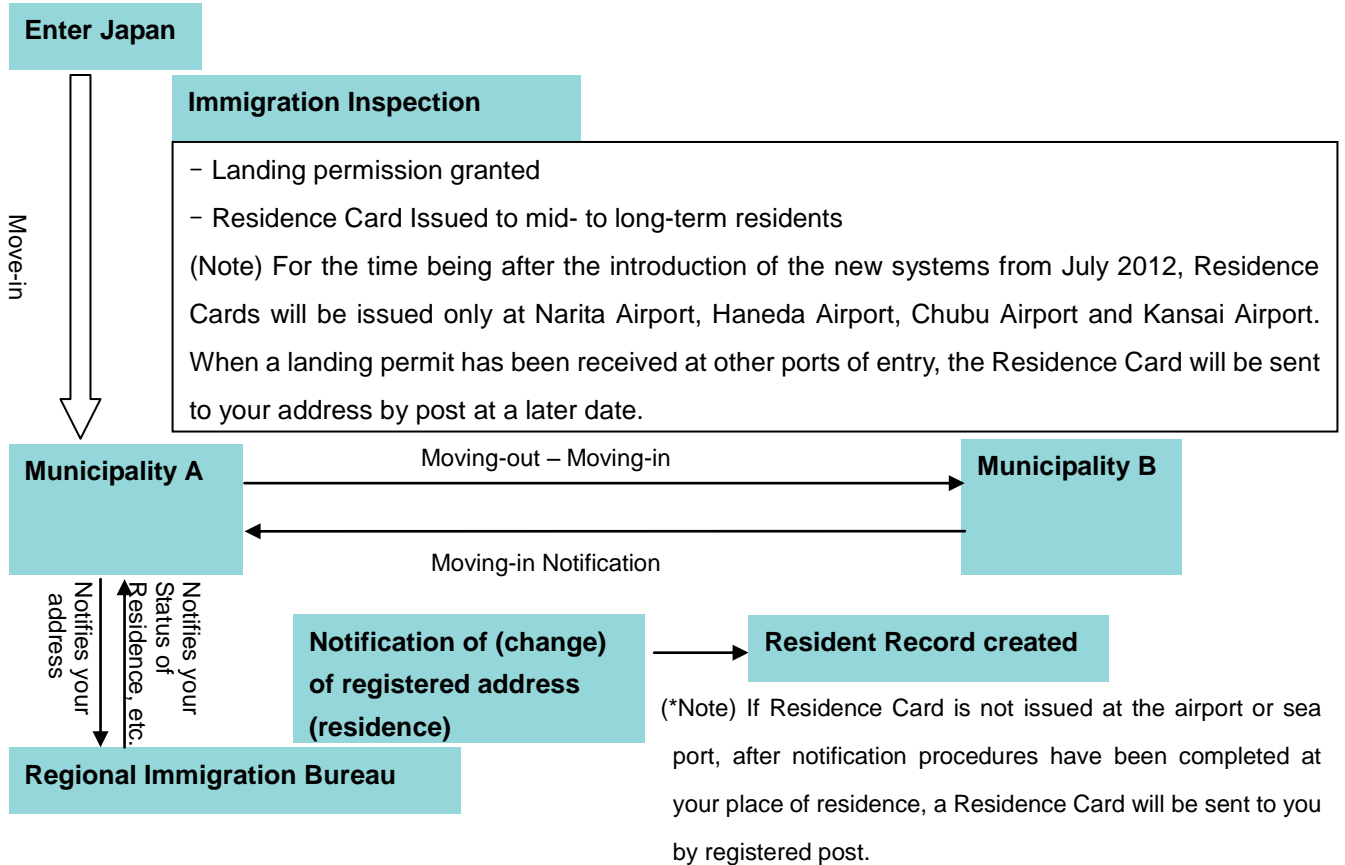 Enter Japan
Immigration Inspection
− Landing permission granted
− Residence Card Issued to mid- to long-term residents
(Note) For the time being after the introduction of the new systems from July 2012, Residence
Cards will be issued only at Narita Airport, Haneda Airport, Chubu Airport and Kansai Airport.
When a landing permit has been received at other ports of entry, the Residence Card will be sent
to your address by post at a later date.
Move-in
Municipality A
Moving-out – Moving-in
Municipality B
Moving-in Notification
Notifies your
address
Notifies your
Status of
Residence, etc.
Notification of (change)
of registered address
(residence)
Resident Record created
(*Note) If Residence Card is not issued at the airport or sea
port, after notification procedures have been completed at
your place of residence, a Residence Card will be sent to you
by registered post.
Regional Immigration Bureau